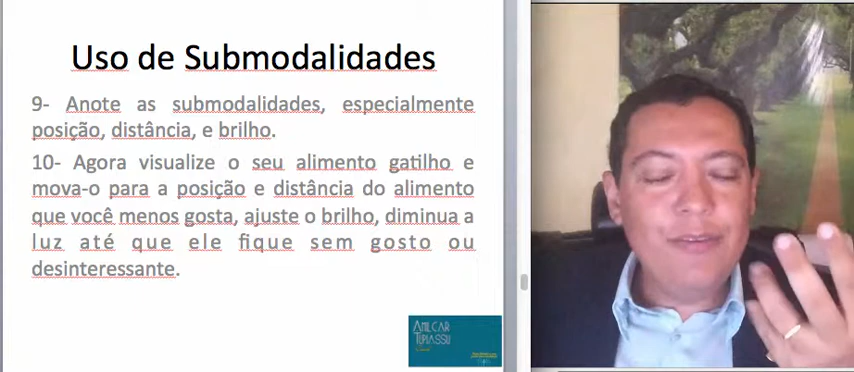 Uso de Submodalidades
9- Anote as submodalidades, especialmente
posição, distância, e brilho.
10- Agora visualize o seu alimento gatilho e
mova-o para a posição e distância do alimento
que você menos gosta, ajuste o brilho, diminua a
luz até que ele fique sem gosto ou
desinteressante.
AMILCAR
TUPIASSU